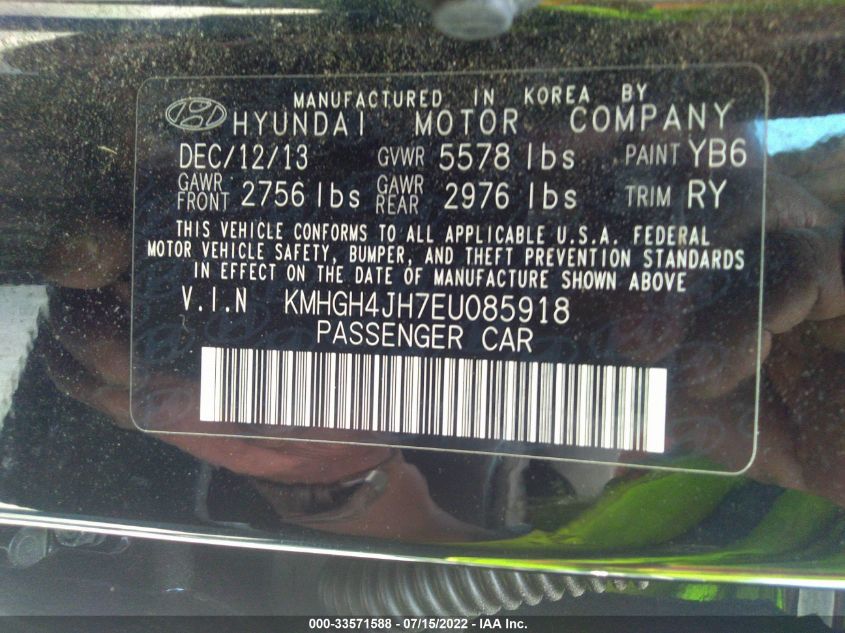 MANUFACTURED IN KOREA BY
HYUNDAI MOTOR COMPANY
DEC/12/13 GVWR 5578 lbs PAINT YB6
GAWR FRONT 2756 lbs GAWR REAR 2976 lbs TRIM RY
THIS VEHICLE CONFORMS TO ALL APPLICABLE U.S.A. FEDERAL
MOTOR VEHICLE SAFETY, BUMPER, AND THEFT PREVENTION STANDARDS
IN EFFECT ON THE DATE OF MANUFACTURE SHOWN ABOVE
V.I.N KMHGH4JH7EU085918
PASSENGER CAR
000-33571588 - 07/15/2022 - IAA Inc.